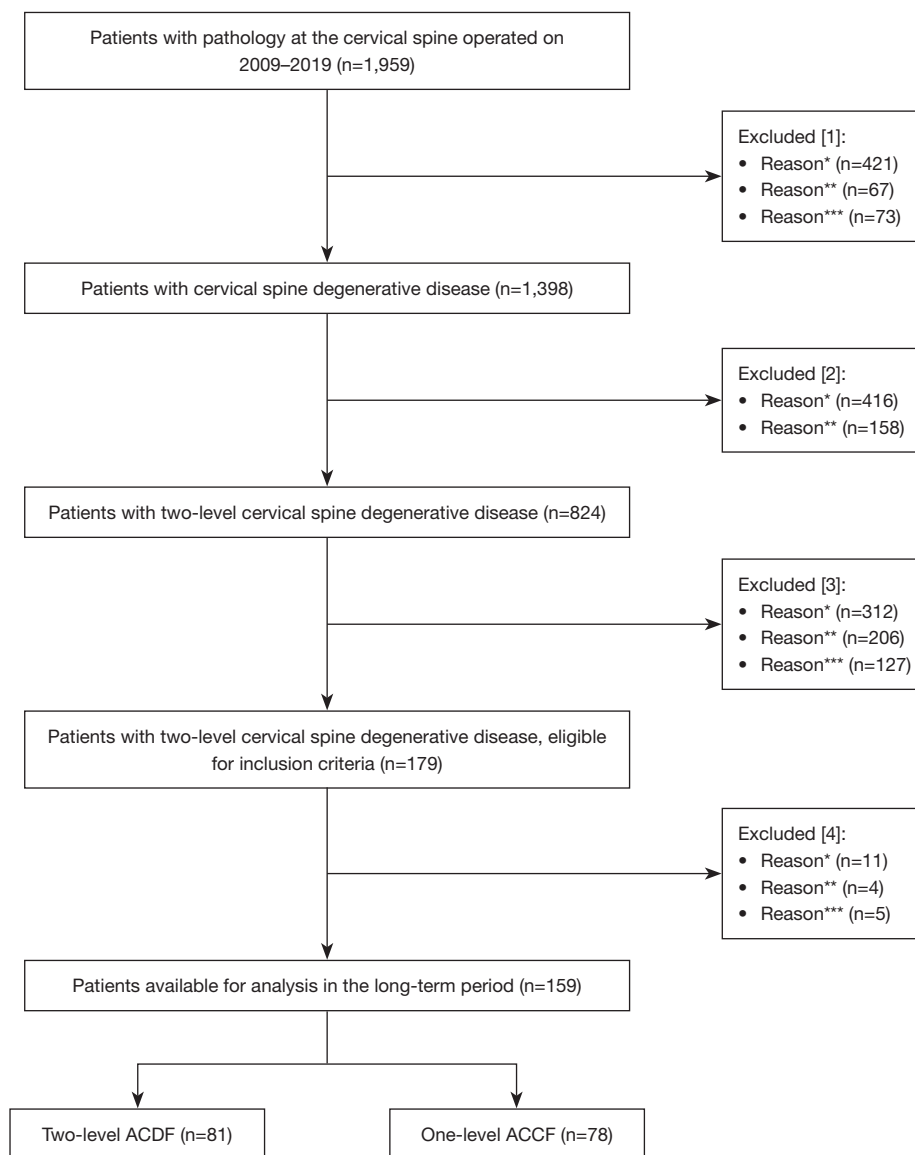 Patients with pathology at the cervical spine operated on
2009–2019 (n=1,959)
Excluded [1]:
• Reason* (n=421)
• Reason** (n=67)
• Reason*** (n=73)
Patients with cervical spine degenerative disease (n=1,398)
Excluded [2]:
• Reason* (n=416)
• Reason** (n=158)
Patients with two-level cervical spine degenerative disease (n=824)
Excluded [3]:
• Reason* (n=312)
• Reason** (n=206)
• Reason*** (n=127)
Patients with two-level cervical spine degenerative disease, eligible
for inclusion criteria (n=179)
Excluded [4]:
• Reason* (n=11)
• Reason** (n=4)
• Reason*** (n=5)
Patients available for analysis in the long-term period (n=159)
Two-level ACDF (n=81)
One-level ACCF (n=78)